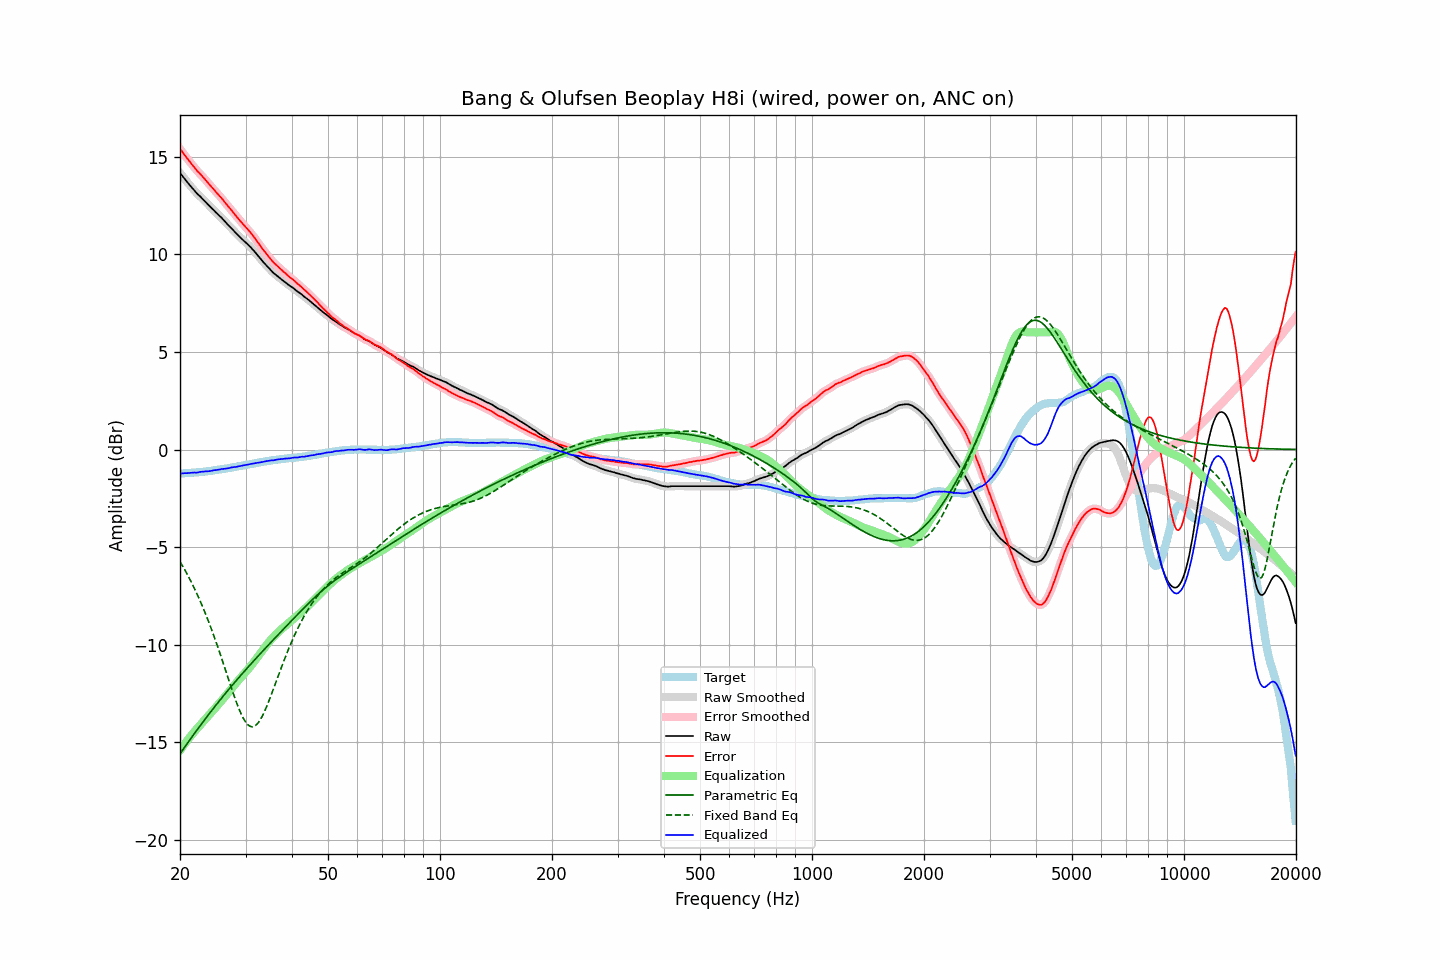 Bang & Olufsen Beoplay H8i (wired, power on, ANC on)
Amplitude (dBr)
15
10
5
0
−5
−10
−15
−20
Target
Raw Smoothed
Error Smoothed
Raw
Error
Equalization
Parametric Eq
Fixed Band Eq
Equalized
20
50
100
200
500
1000
2000
5000
10000
20000
Frequency (Hz)